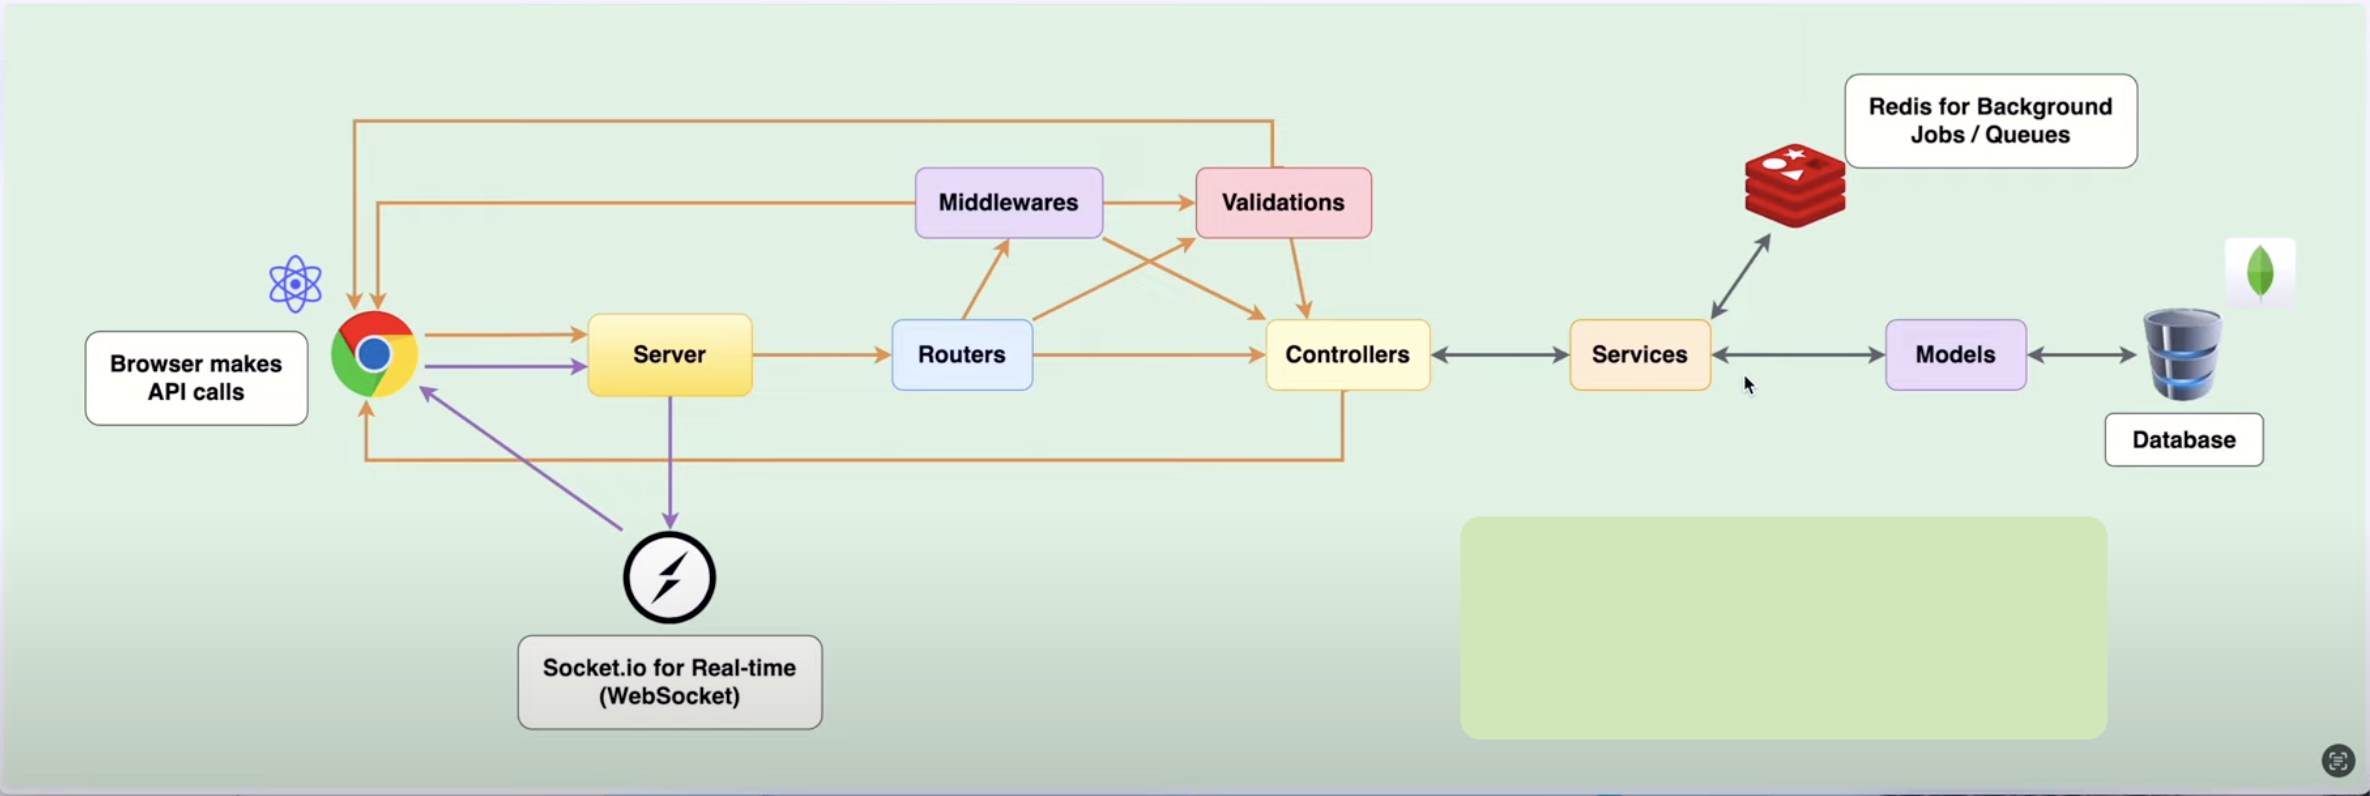 Redis for Background
Jobs / Queues
Middlewares
Validations
Browser makes
API calls
Server
Routers
Controllers
Services
Models
Database
Socket.io for Real-time
(WebSocket)